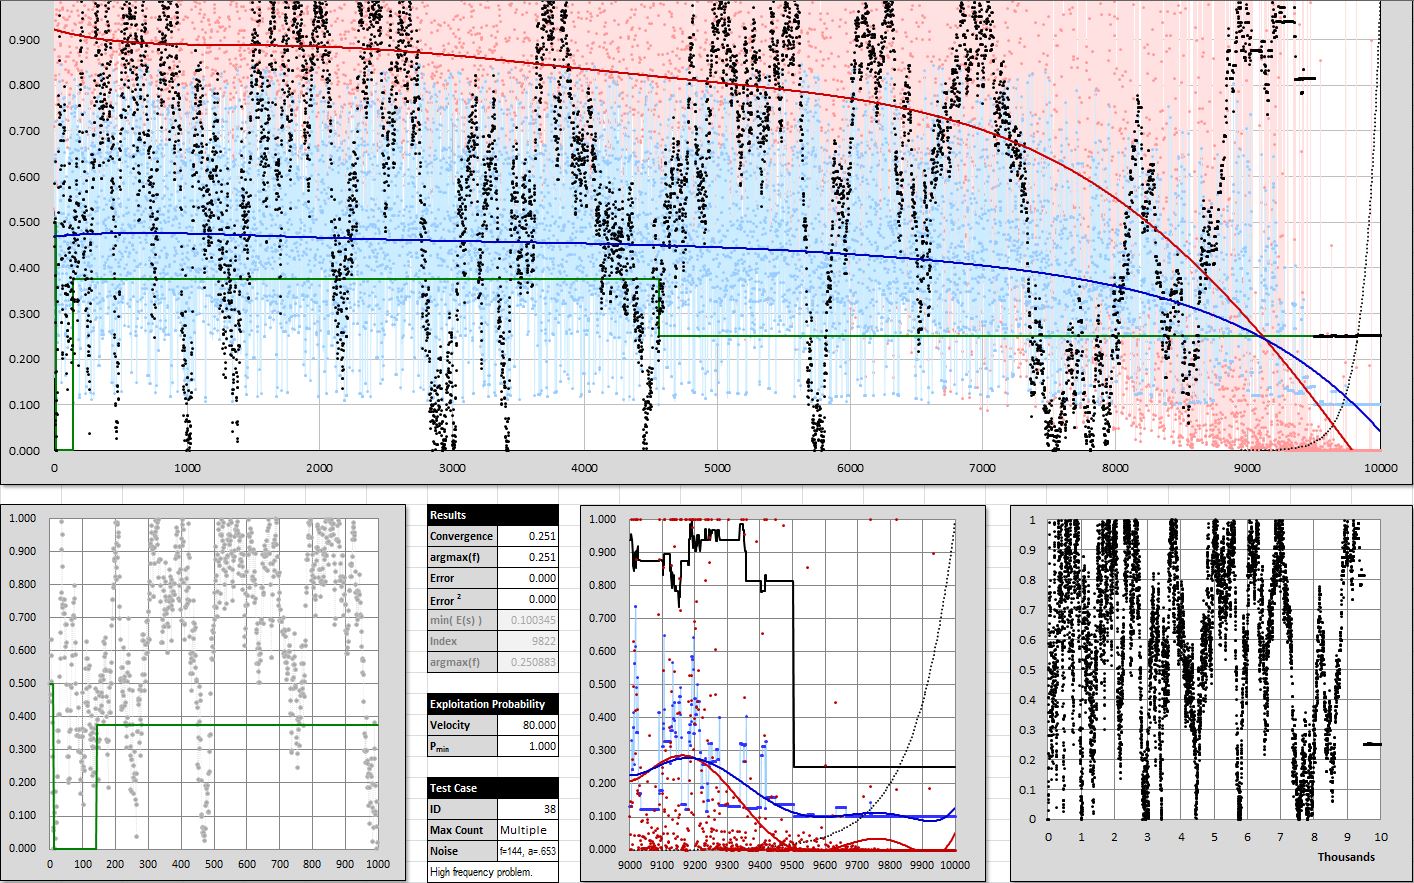 0.900
0.800
0.700
0.600
0.500
0.400
0.300
0.200
0.100
0.000
0 1000 2000 3000 4000 5000 6000 7000 8000 9000 10000
1.000
0.900
0.800
0.700
0.600
0.500
0.400
0.300
0.200
0.100
0.000
0 100 200 300 400 500 600 700 800 900 1000
Results
Convergence 0.251
argmax(f) 0.251
Error 0.000
Error 2 0.000
min( E(s) ) 0.100345
Index 9822
argmax(f) 0.250883
Exploitation Probability
Velocity 80.000
Pmin 1.000
Test Case
ID 38
Max Count Multiple
Noise f=144, a=.653
High frequency problem.
1.000
0.900
0.800
0.700
0.600
0.500
0.400
0.300
0.200
0.100
0.000
9000 9100 9200 9300 9400 9500 9600 9700 9800 9900 10000
1
0.9
0.8
0.7
0.6
0.5
0.4
0.3
0.2
0.1
0
0 1 2 3 4 5 6 7 8 9 10
Thousands